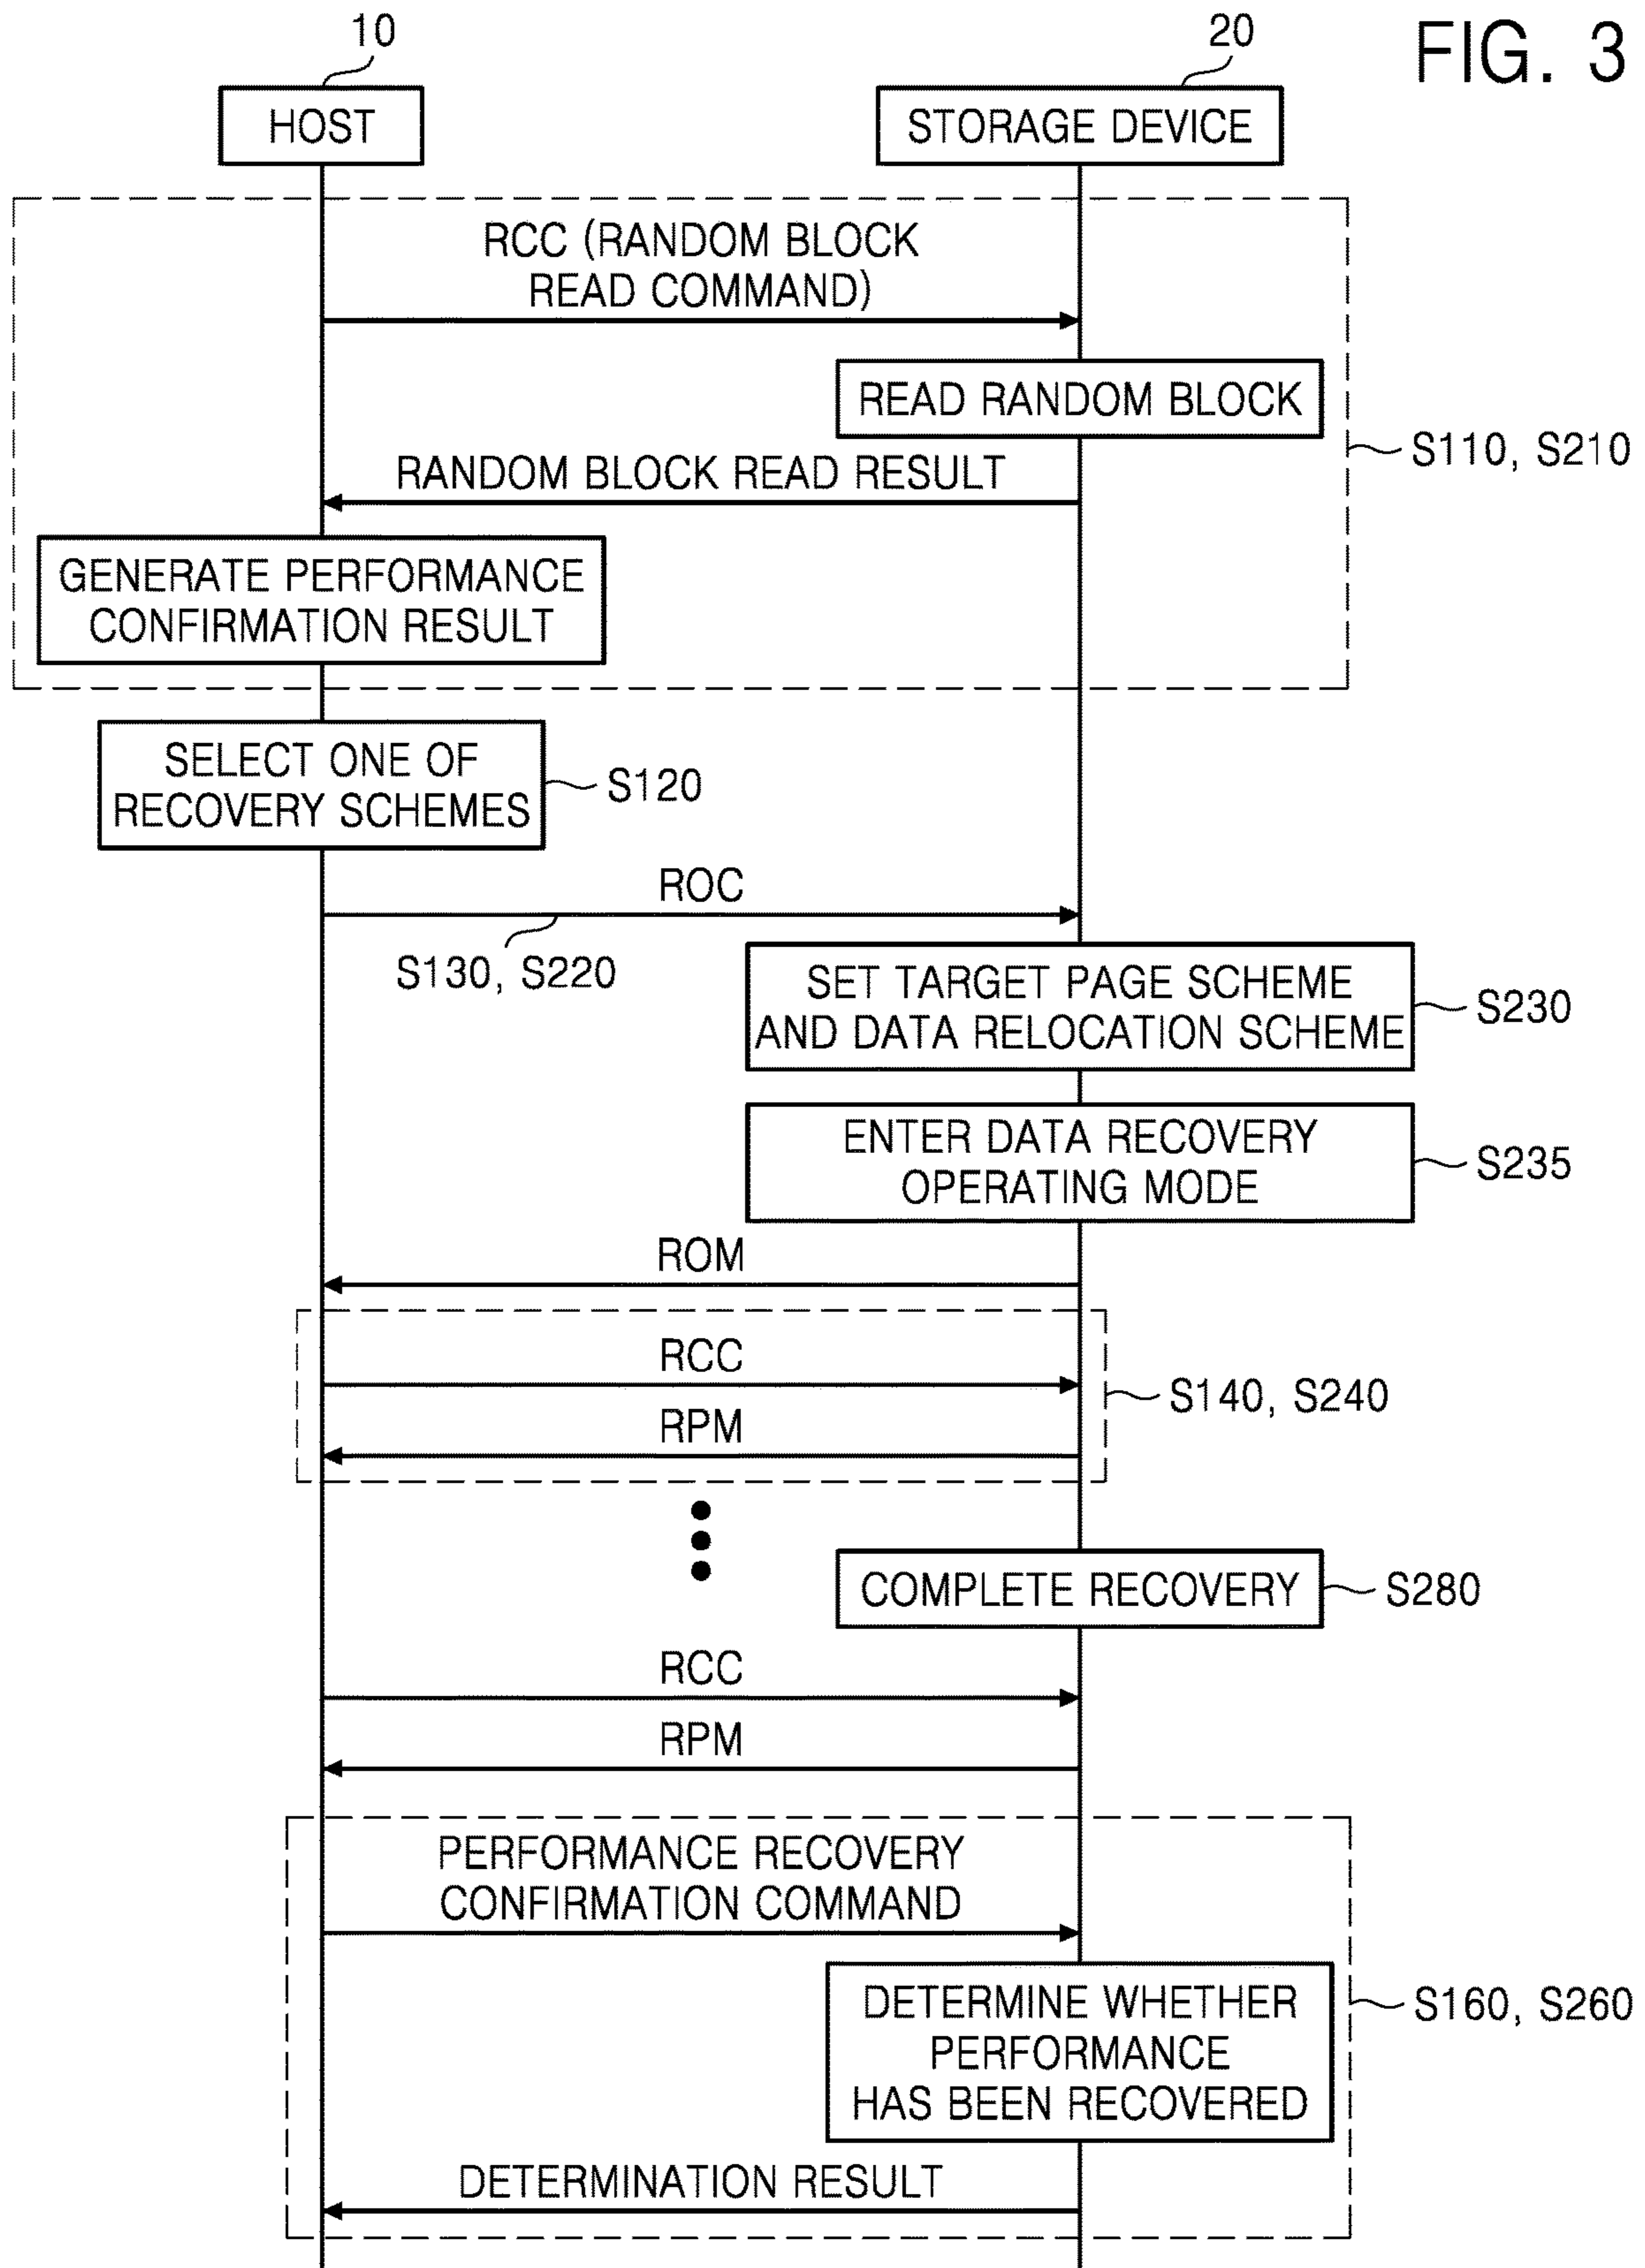 10
20
FIG. 3
HOST
STORAGE DEVICE
RCC (RANDOM BLOCK
READ COMMAND)
READ RANDOM BLOCK
S110, S210
RANDOM BLOCK READ RESULT
GENERATE PERFORMANCE
CONFIRMATION RESULT
SELECT ONE OF
RECOVERY SCHEMES
S120
ROC
S130, S220
SET TARGET PAGE SCHEME
AND DATA RELOCATION SCHEME
S230
ENTER DATA RECOVERY
OPERATING MODE
S235
ROM
RCC
S140, S240
RPM
COMPLETE RECOVERY
S280
RCC
RPM
PERFORMANCE RECOVERY
CONFIRMATION COMMAND
DETERMINE WHETHER
PERFORMANCE
HAS BEEN RECOVERED
S160, S260
DETERMINATION RESULT